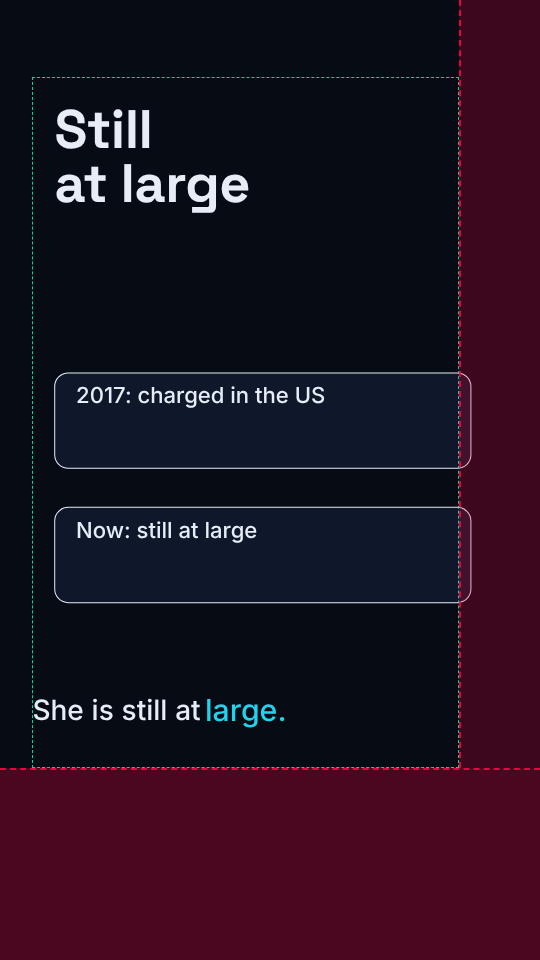 Still
at large
2017: charged in the US
Now: still at large
She is still at large.